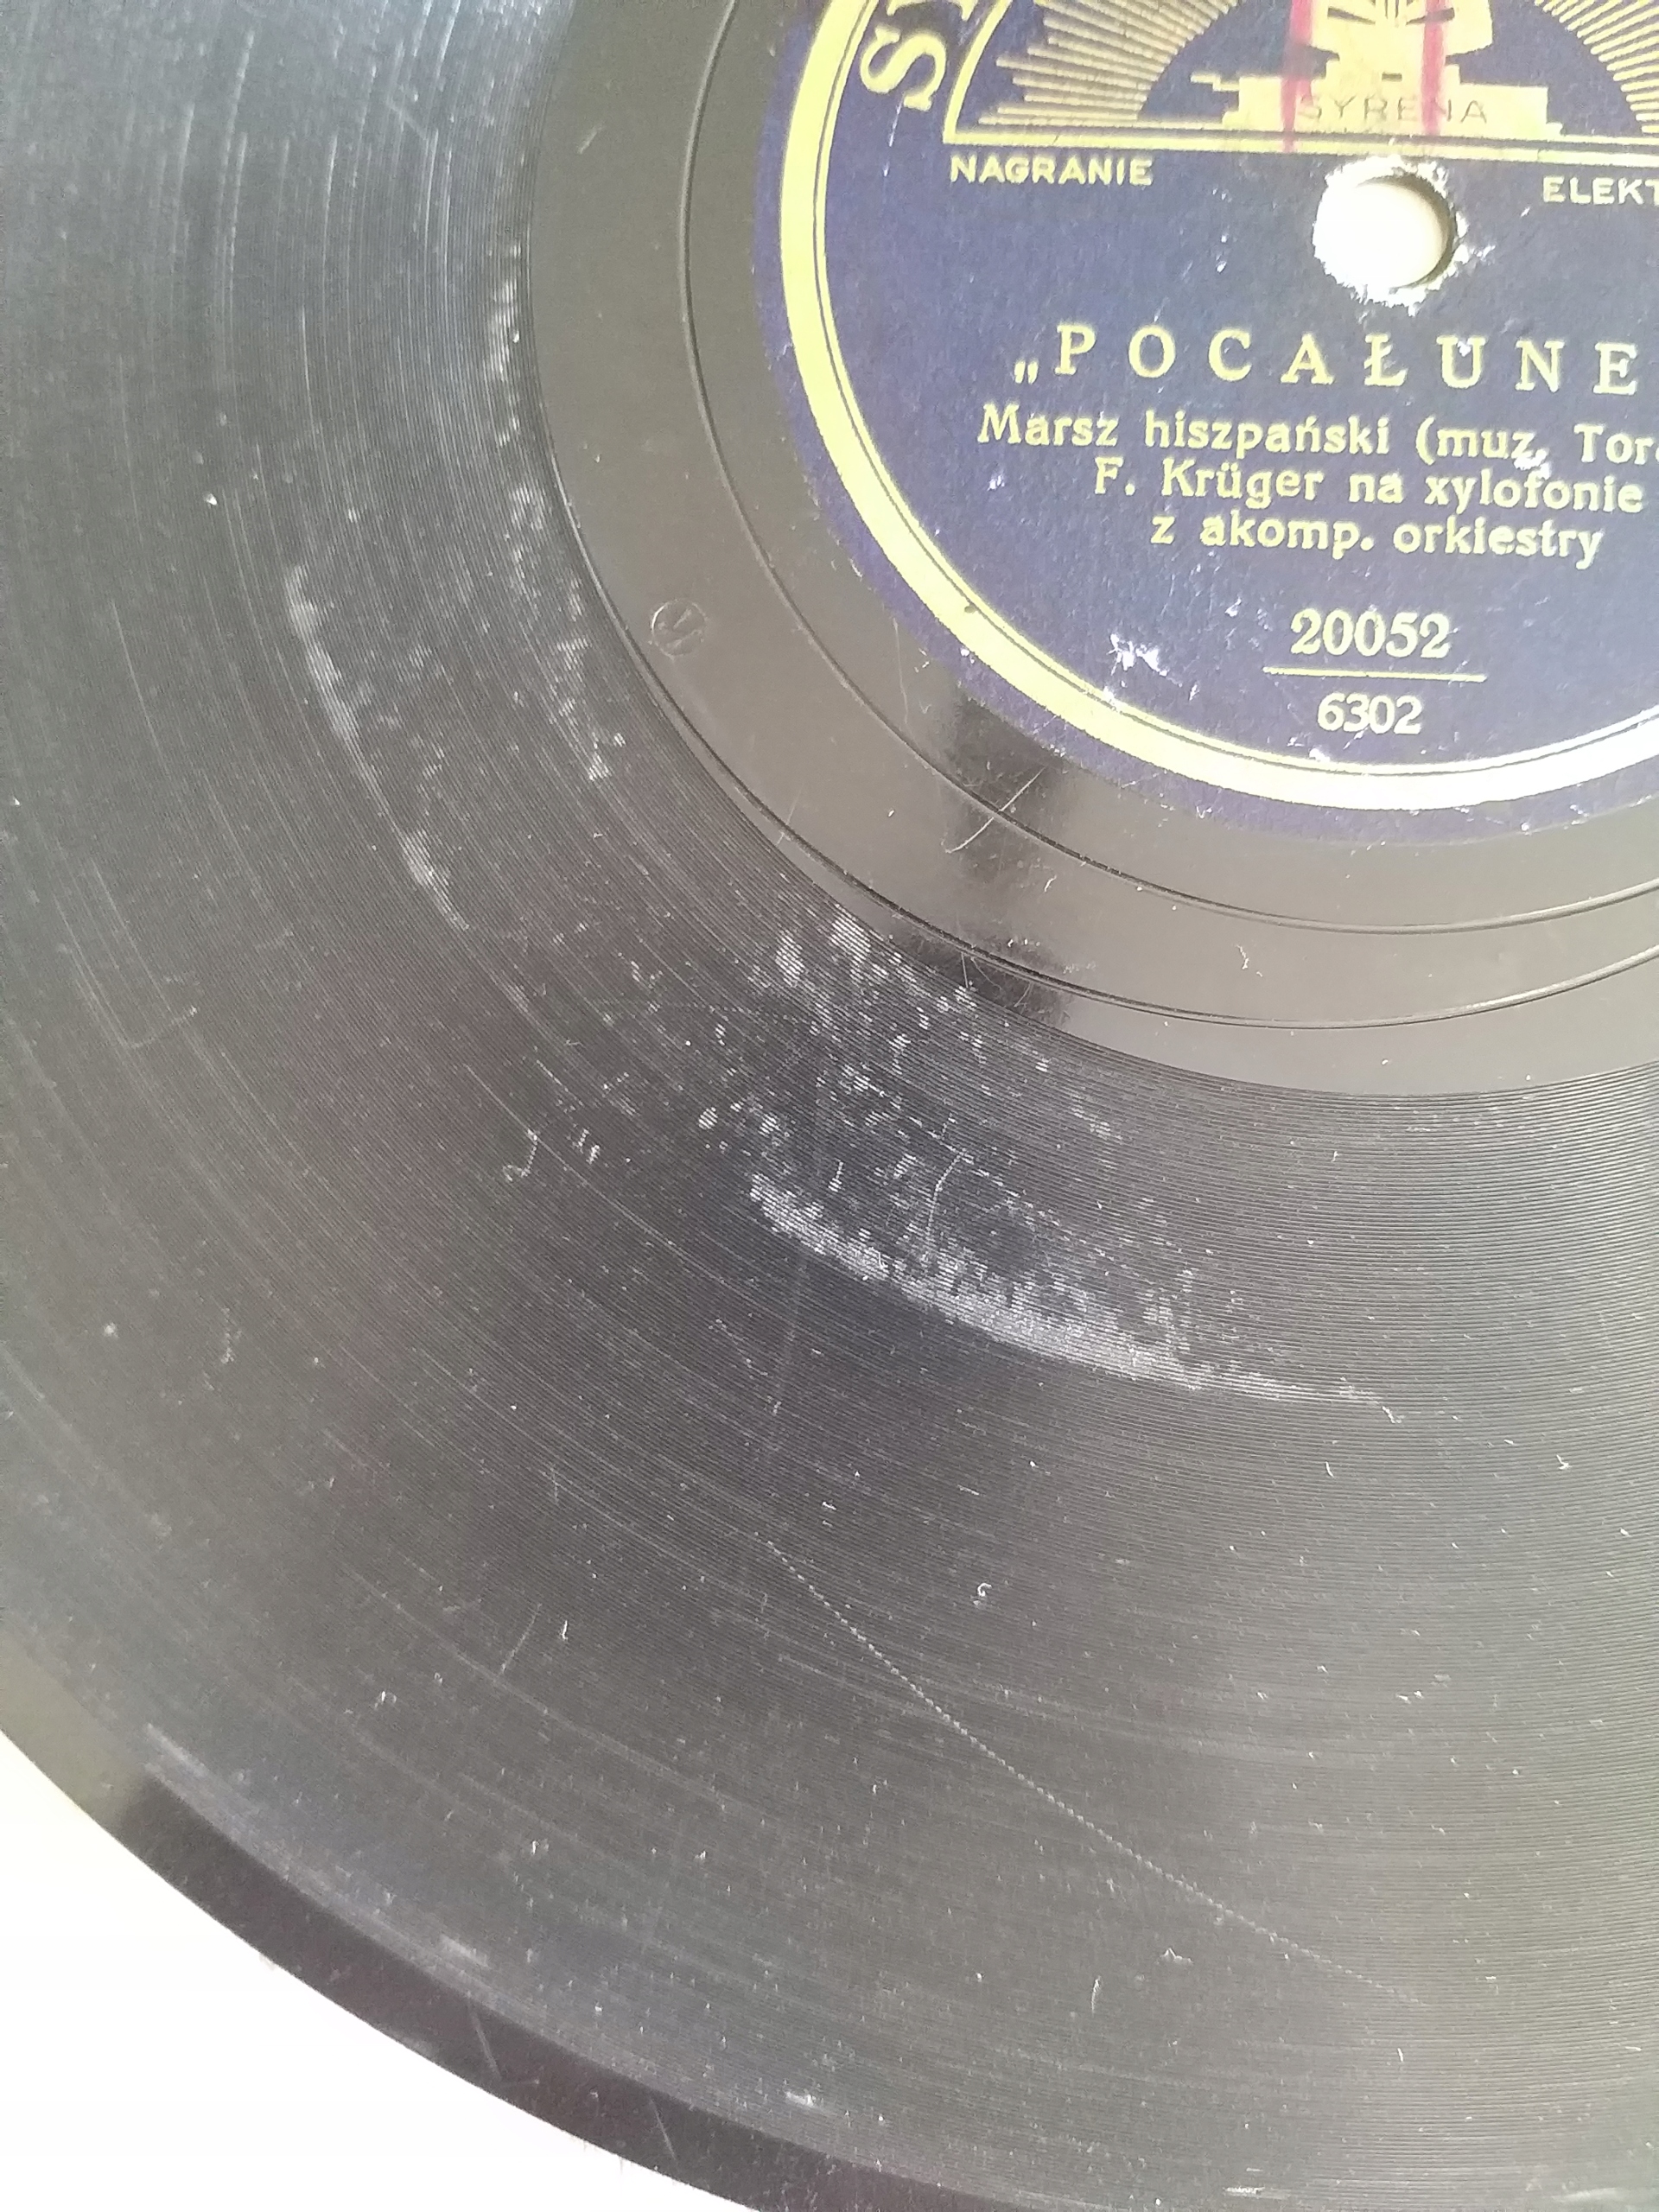 SYRENA
NAGRANIE
„POCAŁUNE
Marsz hiszpański (muz.
F. Krüger na xylofonie
z akomp. orkiestry
20052
6302